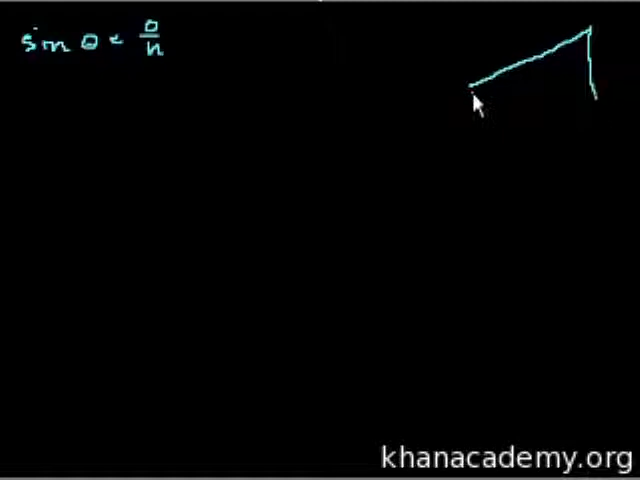 sin θ = o/h
khanacademy.org